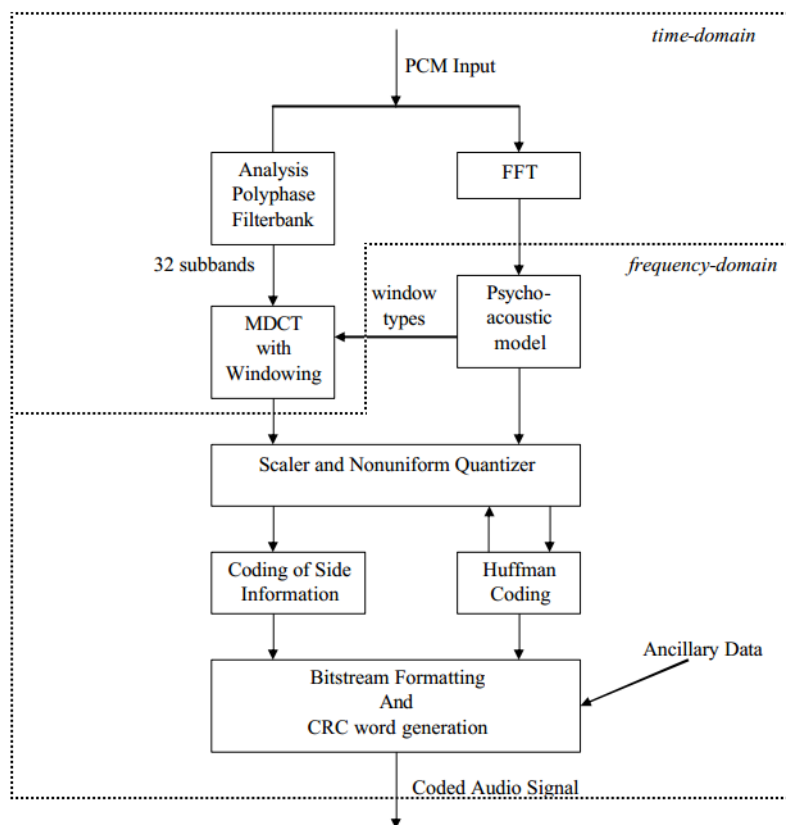 time-domain
PCM Input
Analysis
Polyphase
Filterbank
FFT
32 subbands
frequency-domain
window
types
Psycho-
acoustic
model
MDCT
with
Windowing
Scaler and Nonuniform Quantizer
Coding of Side
Information
Huffman
Coding
Ancillary Data
Bitstream Formatting
And
CRC word generation
Coded Audio Signal